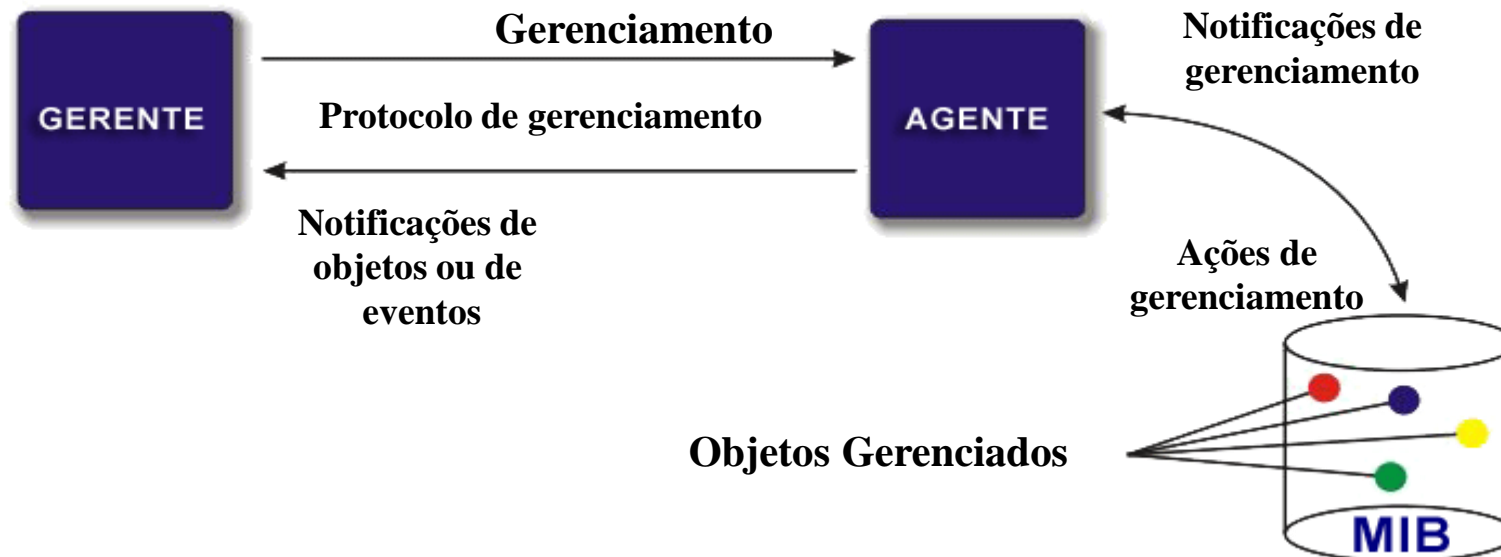 Gerenciamento
Notificações de
gerenciamento
GERENTE
Protocolo de gerenciamento
AGENTE
Notificações de
objetos ou de
eventos
Ações de
gerenciamento
Objetos Gerenciados
MIB